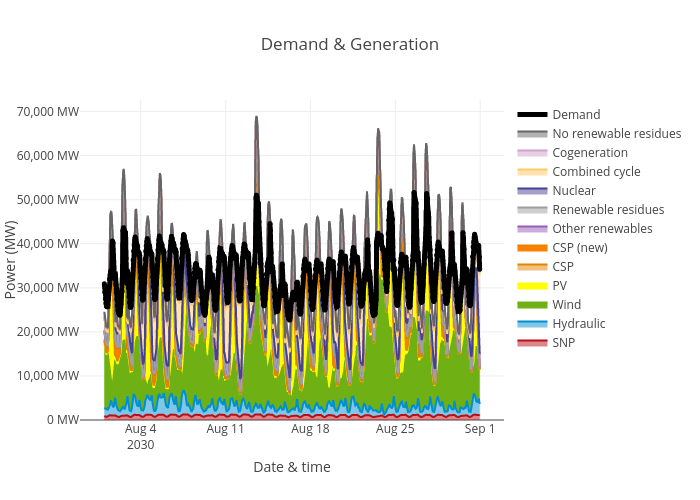 Demand & Generation
70,000 MW
60,000 MW
50,000 MW
40,000 MW
30,000 MW
20,000 MW
10,000 MW
0 MW
Power (MW)
Aug 4
2030
Aug 11
Aug 18
Aug 25
Sep 1
Date & time
Demand
No renewable residues
Cogeneration
Combined cycle
Nuclear
Renewable residues
Other renewables
CSP (new)
CSP
PV
Wind
Hydraulic
SNP